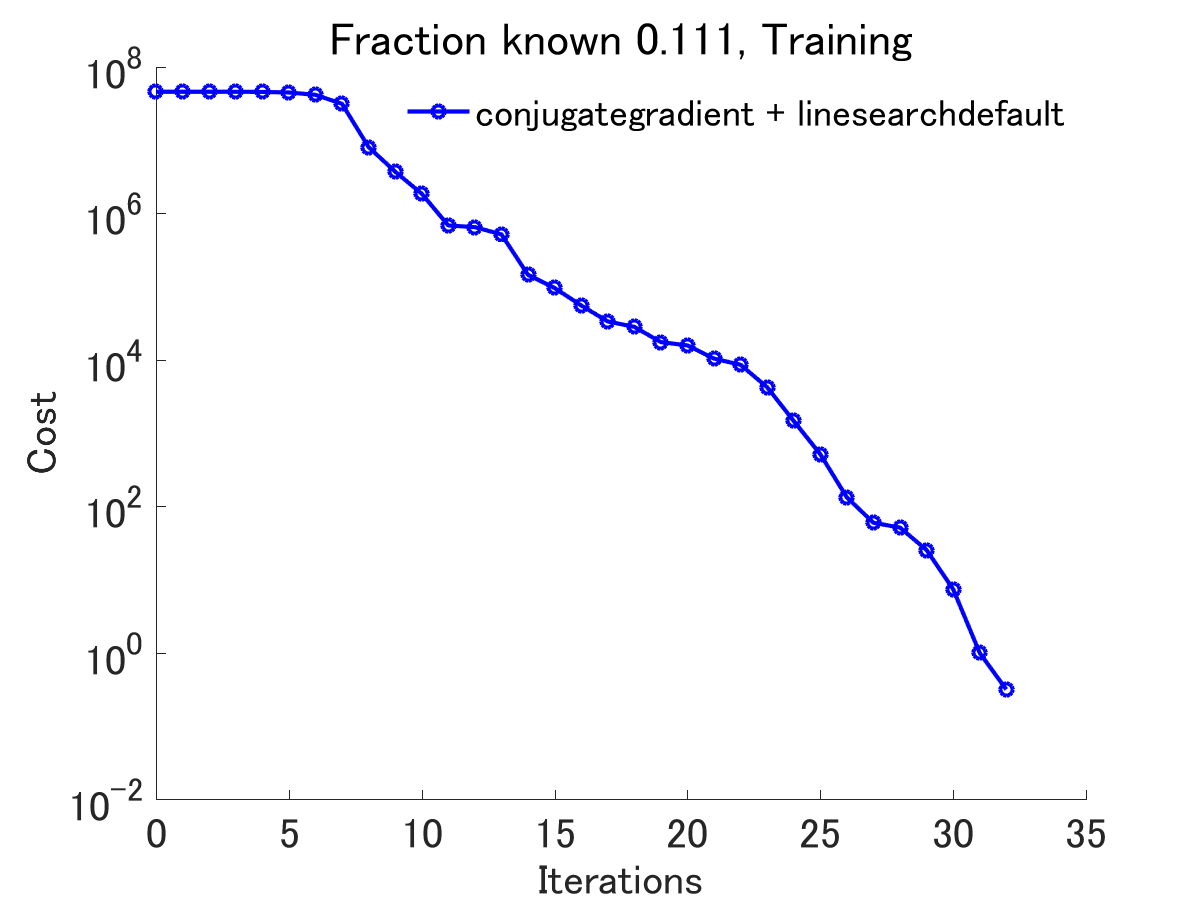 Fraction known 0.111, Training
conjugategradient + linesearchdefault
Cost
10^8
10^6
10^4
10^2
10^0
10^-2
0 5 10 15 20 25 30 35
Iterations